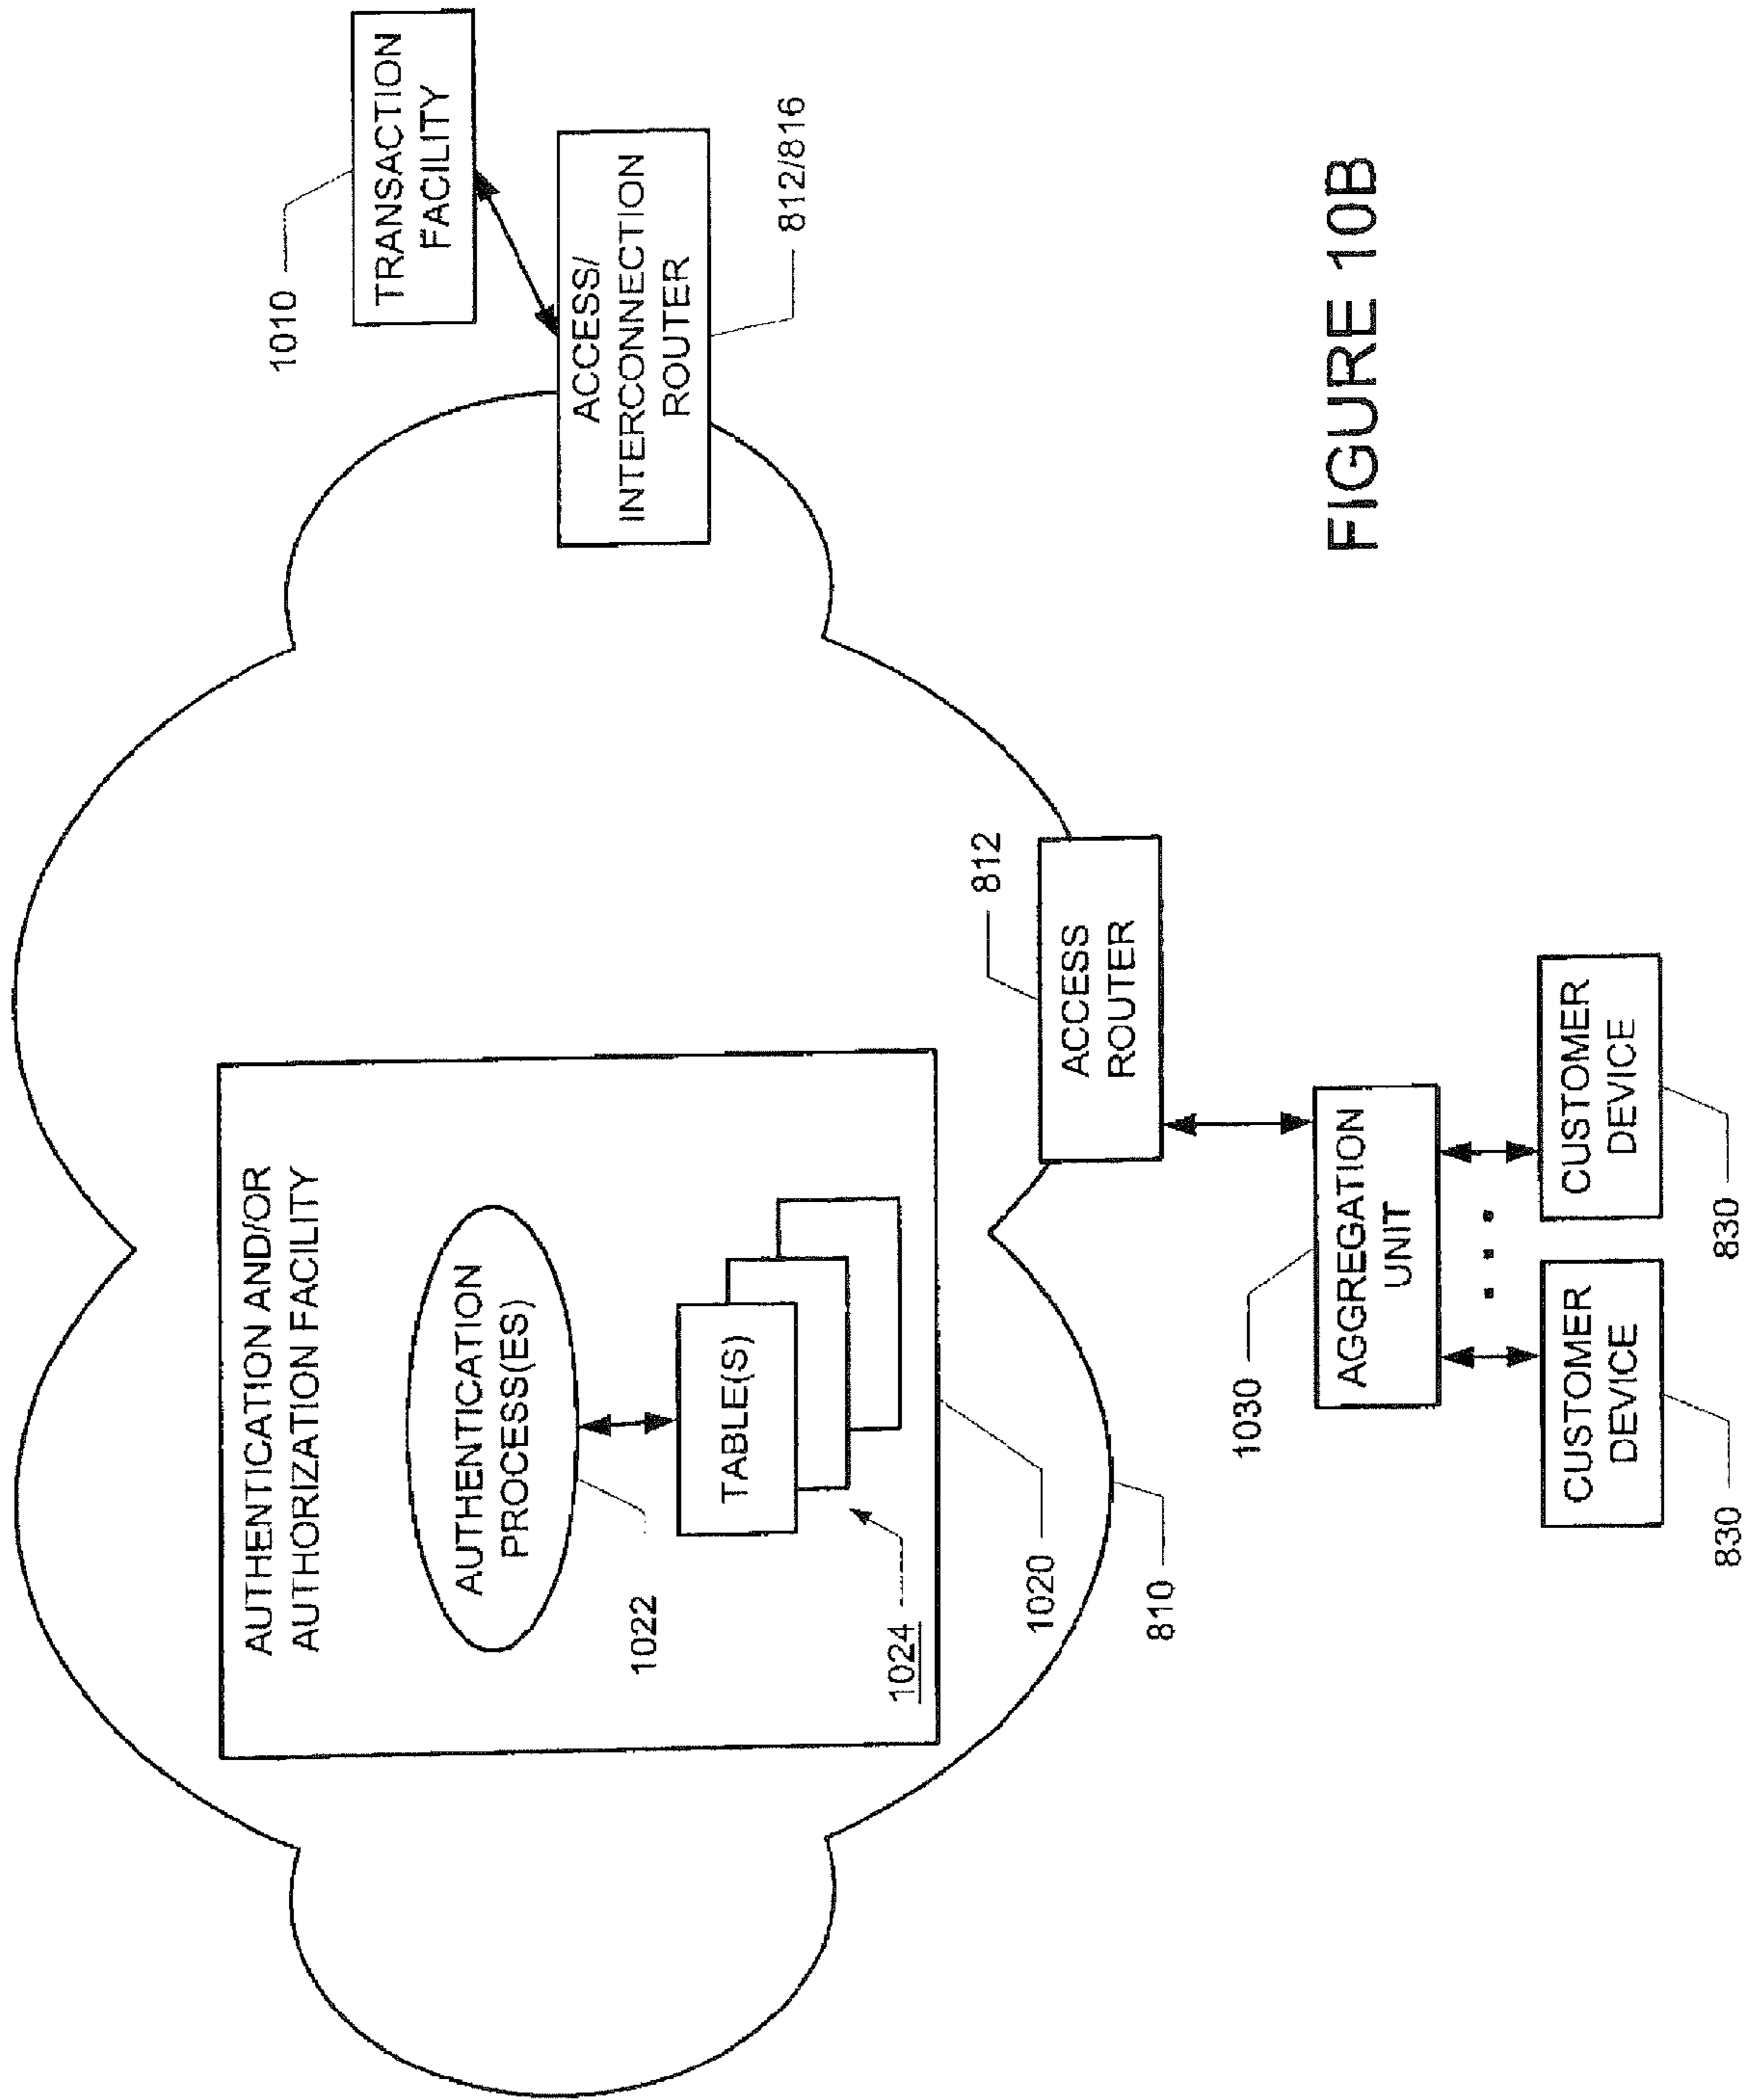 1010
TRANSACTION
FACILITY
ACCESS/
INTERCONNECTION
ROUTER
812/816
AUTHENTICATION AND/OR
AUTHORIZATION FACILITY
AUTHENTICATION
PROCESS(ES)
1022
TABLE(S)
1024
1020
810
812
ACCESS
ROUTER
1030
AGGREGATION
UNIT
CUSTOMER
DEVICE
830
CUSTOMER
DEVICE
830
FIGURE 10B